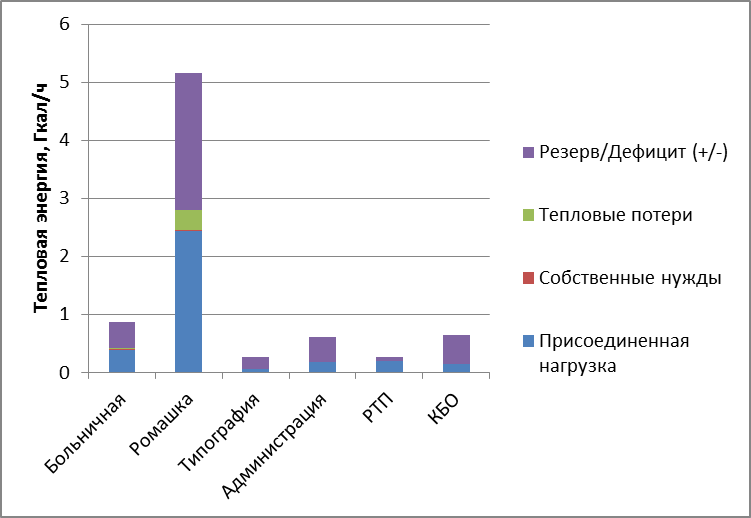 Тепловая энергия, Гкал/ч
6
5
4
3
2
1
0
Больничная
Ромашка
Типография
Администрация
РТП
КБО
Резерв/Дефицит (+/-)
Тепловые потери
Собственные нужды
Присоединенная
нагрузка